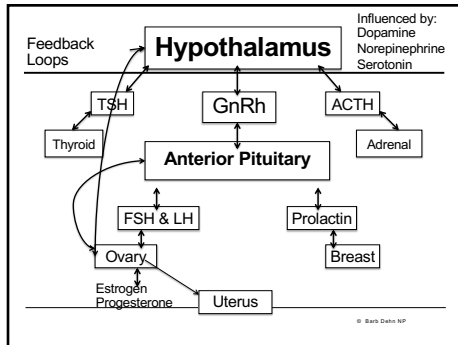 Feedback
Loops
Hypothalamus
Influenced by:
Dopamine
Norepinephrine
Serotonin
TSH
GnRh
ACTH
Thyroid
Adrenal
Anterior Pituitary
FSH & LH
Prolactin
Ovary
Breast
Estrogen
Progesterone
Uterus
© Barb Dehn NP